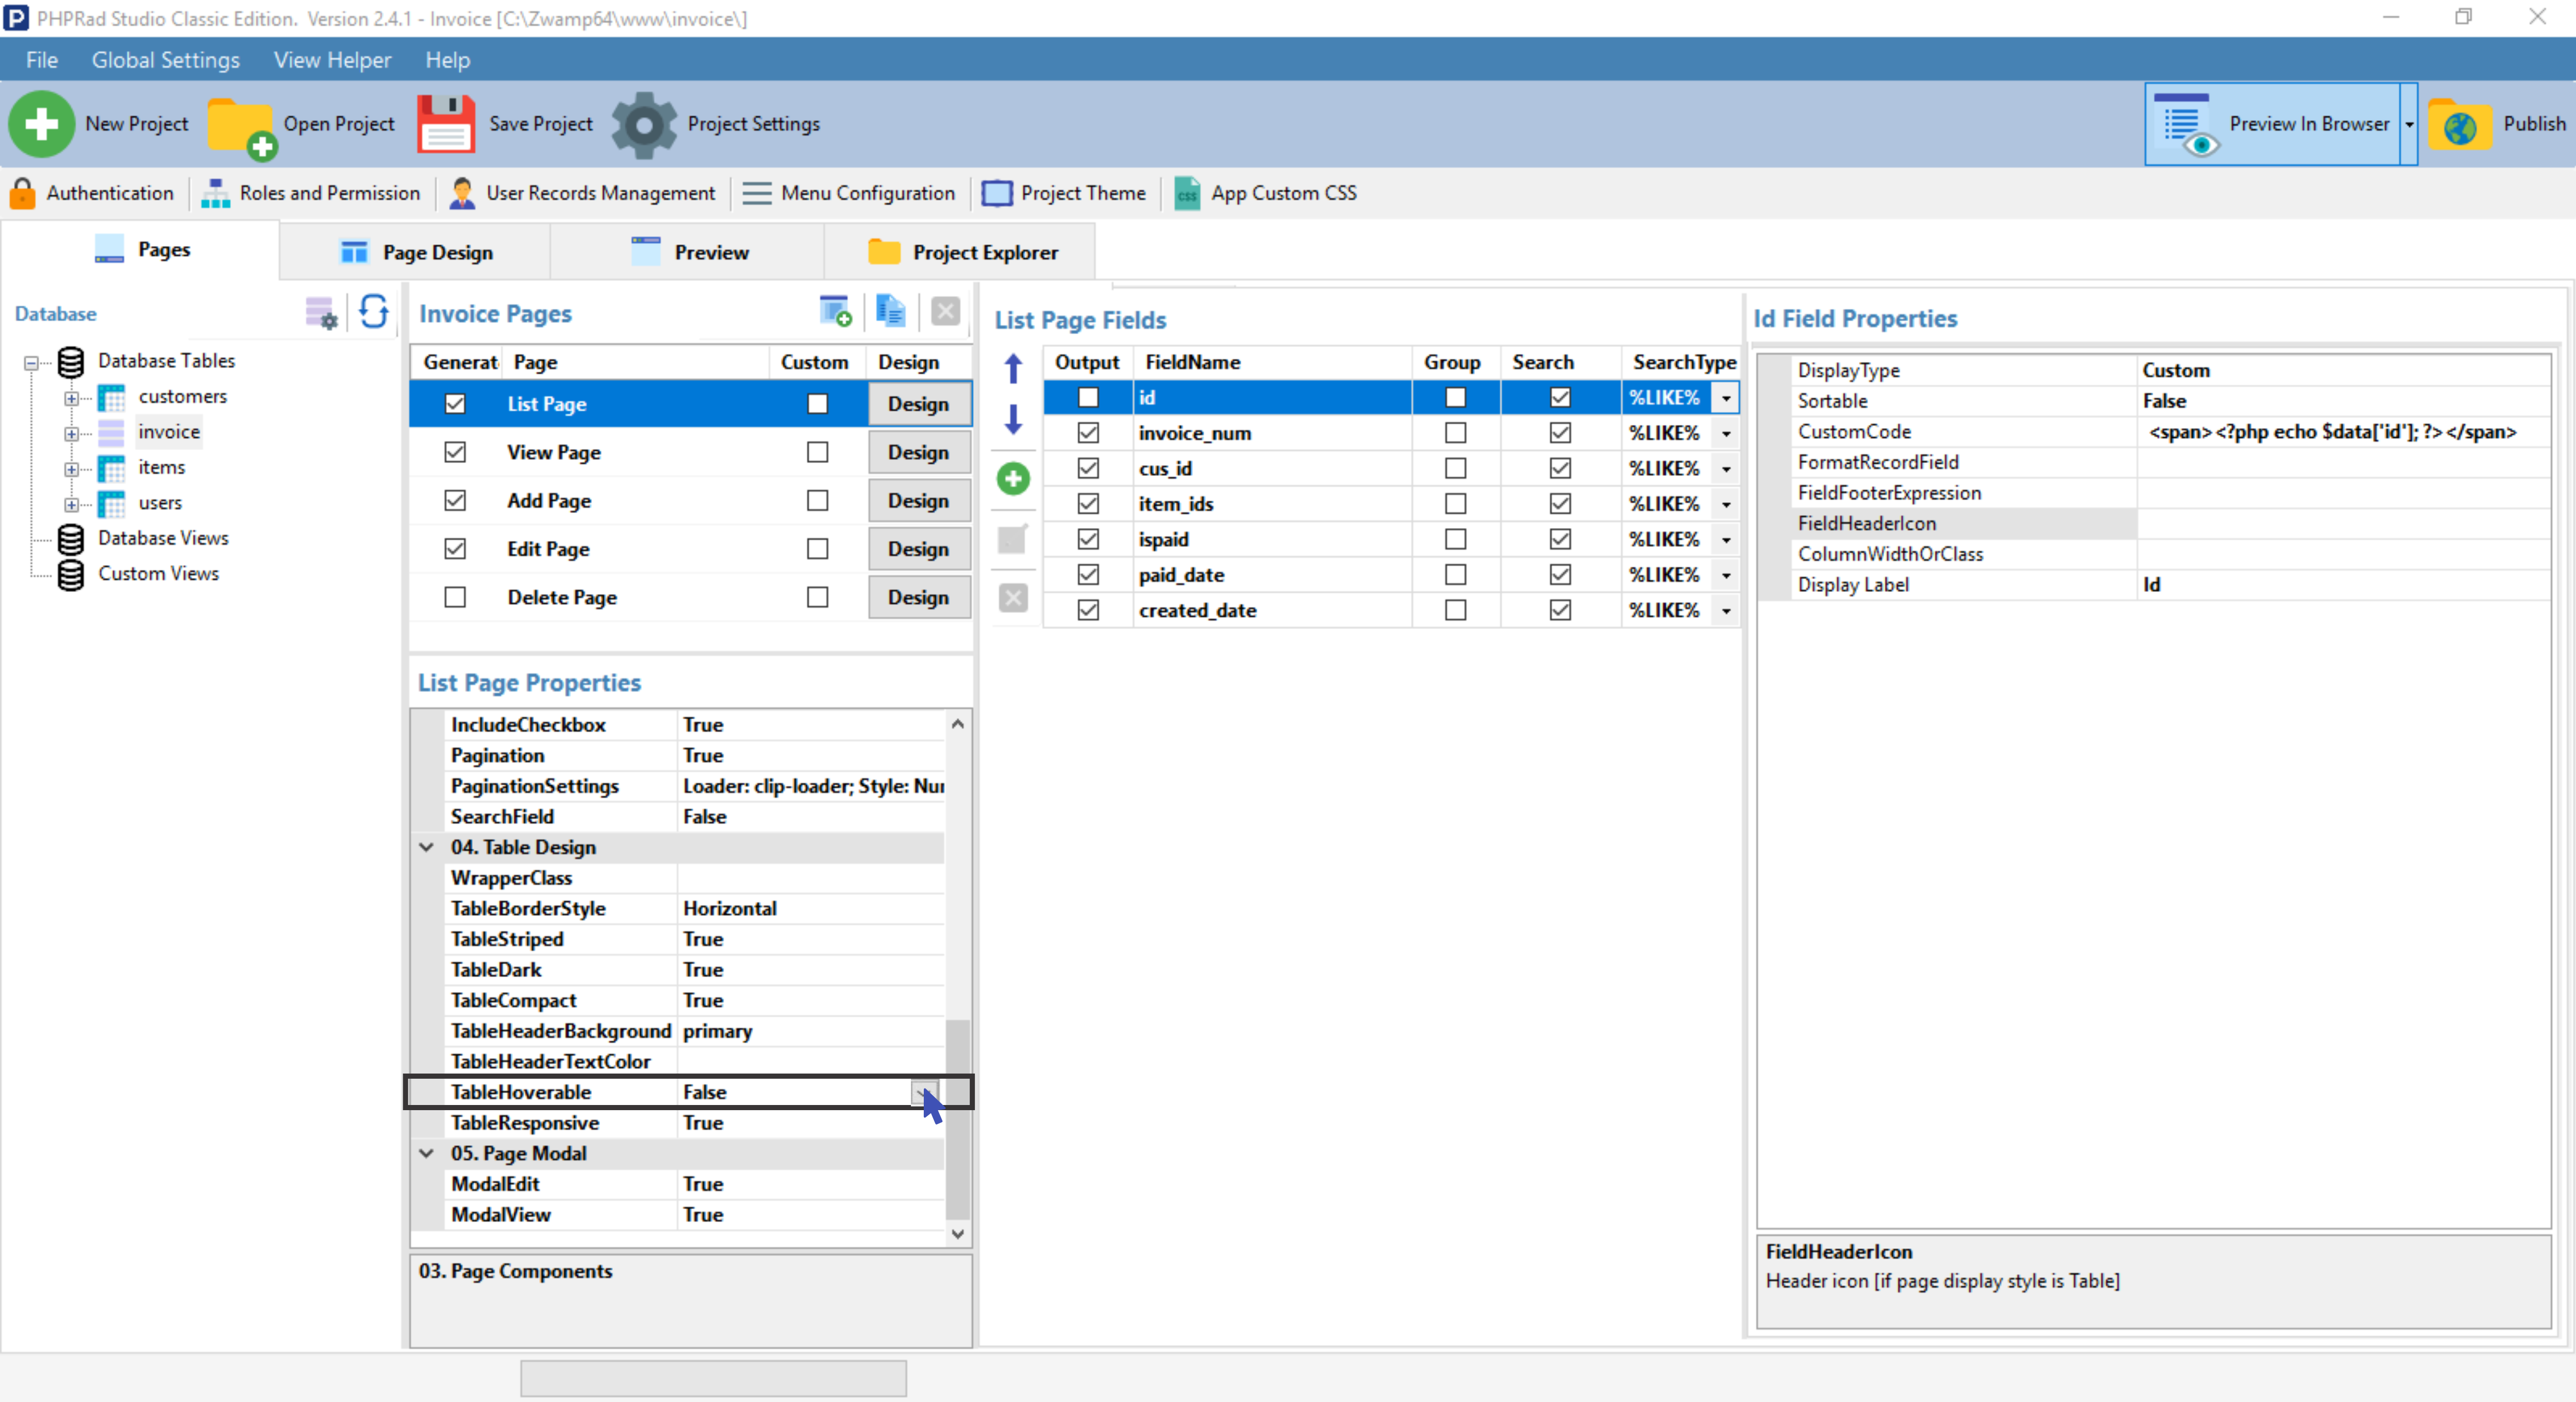 PHPRad Studio Classic Edition.  Version 2.4.1 - Invoice [C:\Zwamp64\www\invoice\]
File Global Settings View Helper Help
New Project Open Project Save Project Project Settings Preview In Browser Publish
Authentication Roles and Permission User Records Management Menu Configuration Project Theme css App Custom CSS
Pages Page Design Preview Project Explorer
Database
Database Tables
customers
invoice
items
users
Database Views
Custom Views
Invoice Pages
Generat Page Custom Design
List Page Design
View Page Design
Add Page Design
Edit Page Design
Delete Page Design
List Page Properties
IncludeCheckbox True
Pagination True
PaginationSettings Loader: clip-loader; Style: Nur
SearchField False
04. Table Design
WrapperClass
TableBorderStyle Horizontal
TableStriped True
TableDark True
TableCompact True
TableHeaderBackground primary
TableHeaderTextColor
TableHoverable False
TableResponsive True
05. Page Modal
ModalEdit True
ModalView True
03. Page Components
List Page Fields
Output FieldName Group Search SearchType
id %LIKE%
invoice_num %LIKE%
cus_id %LIKE%
item_ids %LIKE%
ispaid %LIKE%
paid_date %LIKE%
created_date %LIKE%
Id Field Properties
DisplayType Custom
Sortable False
CustomCode <span><?php echo $data['id']; ?></span>
FormatRecordField
FieldFooterExpression
FieldHeaderIcon
ColumnWidthOrClass
Display Label Id
FieldHeaderIcon
Header icon [if page display style is Table]